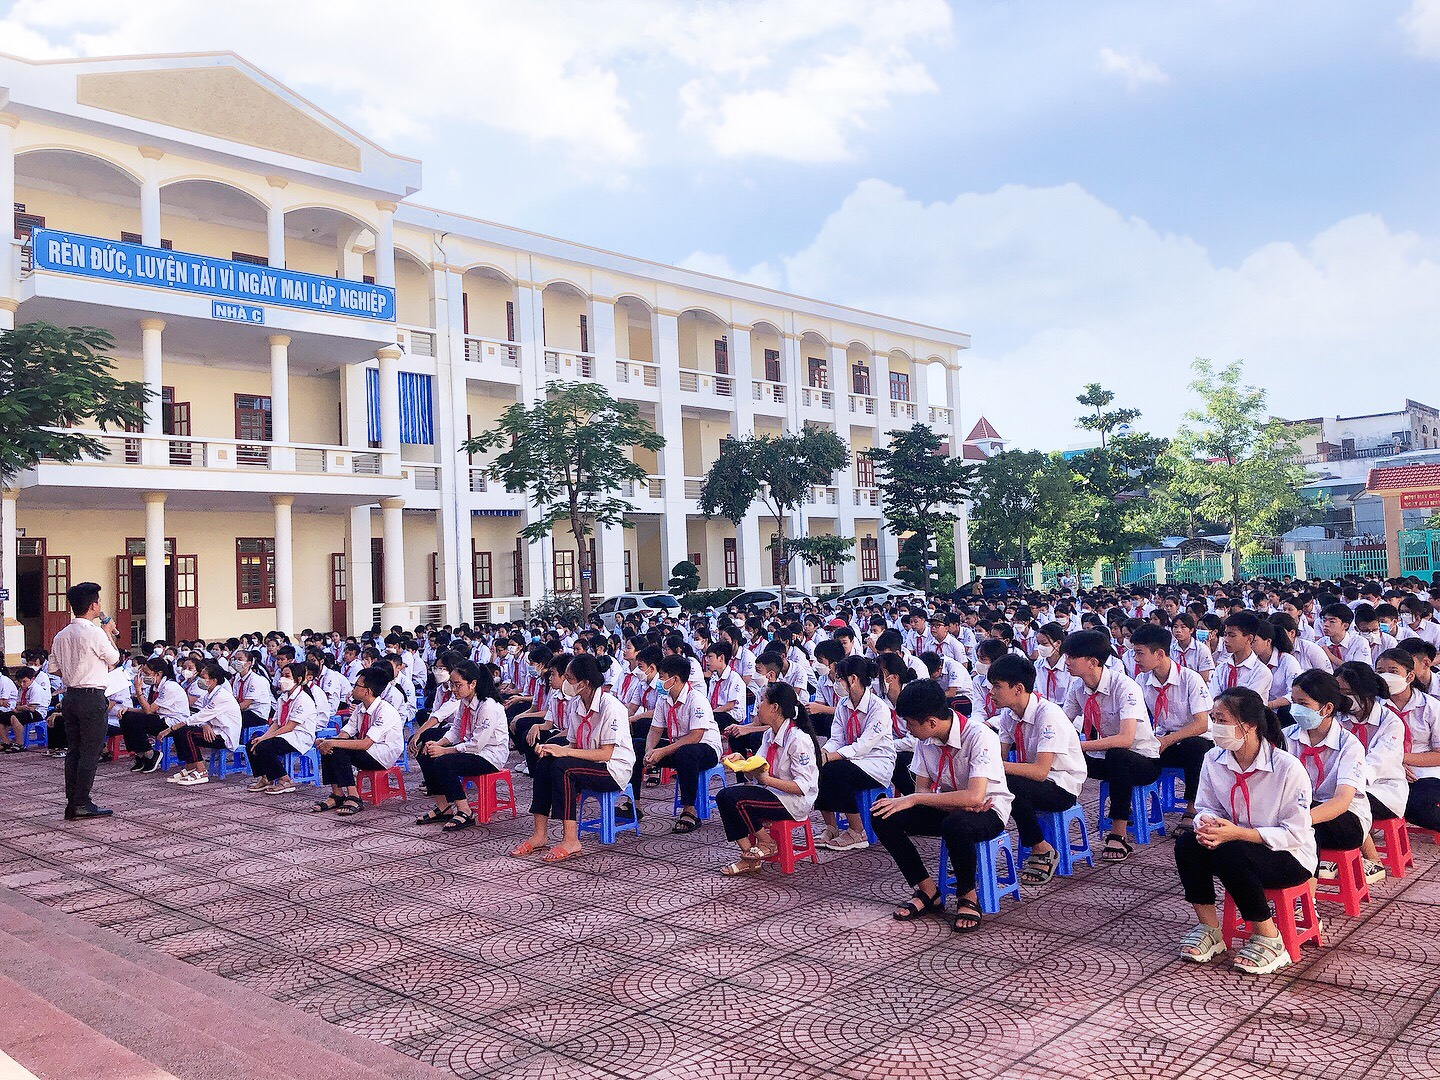 RÈN ĐỨC, LUYỆN TÀI VÌ NGÀY MAI LẬP NGHIỆP
NHÀ C